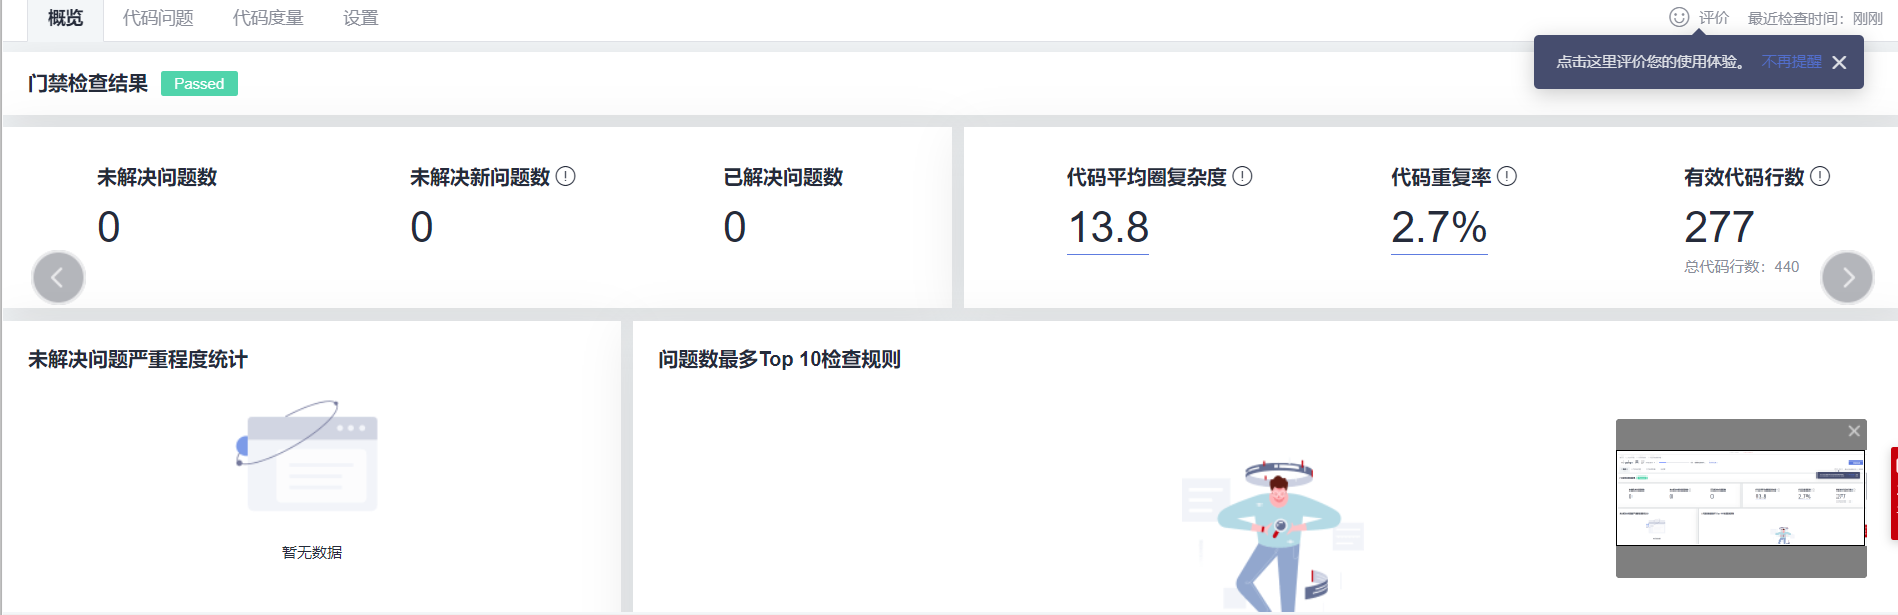 概览 代码问题 代码度量 设置 评价 最近检查时间：刚刚
点击这里评价您的使用体验。 不再提醒
门禁检查结果 Passed
未解决问题数 未解决新问题数 已解决问题数 代码平均圈复杂度 代码重复率 有效代码行数
0 0 0 13.8 2.7% 277
总代码行数：440
未解决问题严重程度统计 问题数最多Top 10检查规则
暂无数据